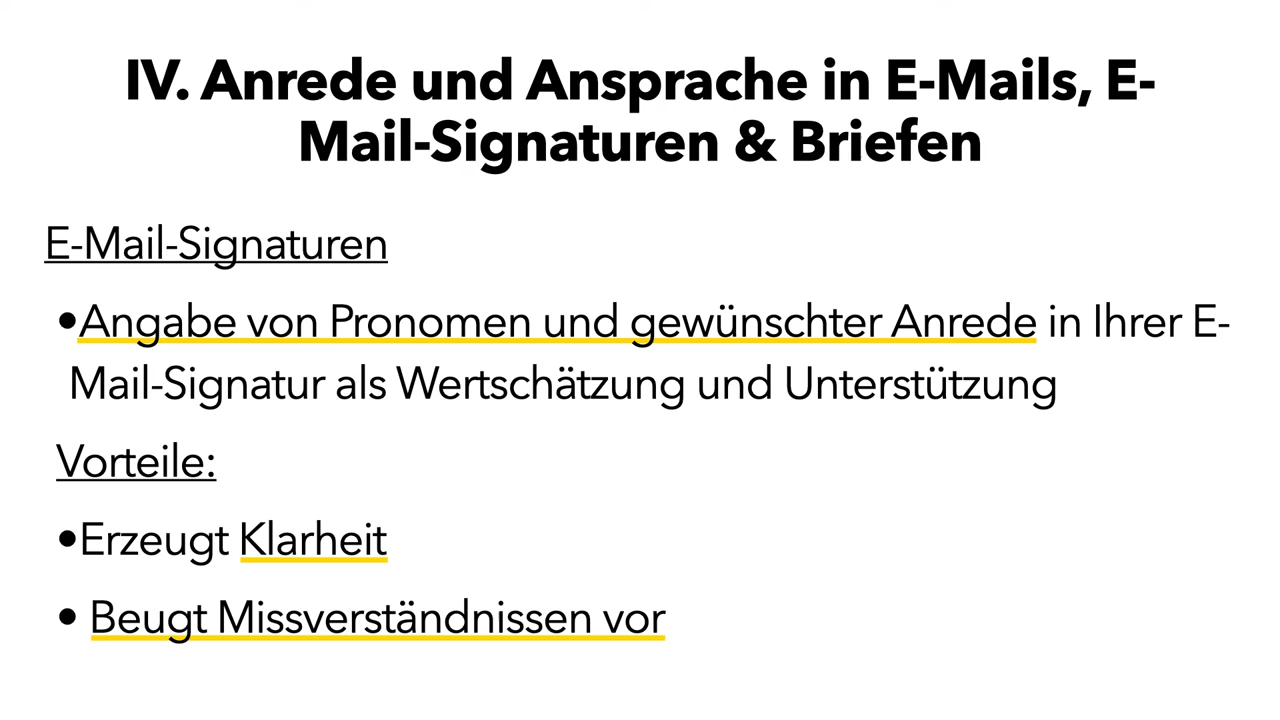 IV. Anrede und Ansprache in E-Mails, E-
Mail-Signaturen & Briefen
E-Mail-Signaturen
•Angabe von Pronomen und gewünschter Anrede in Ihrer E-
Mail-Signatur als Wertschätzung und Unterstützung
Vorteile:
•Erzeugt Klarheit
• Beugt Missverständnissen vor